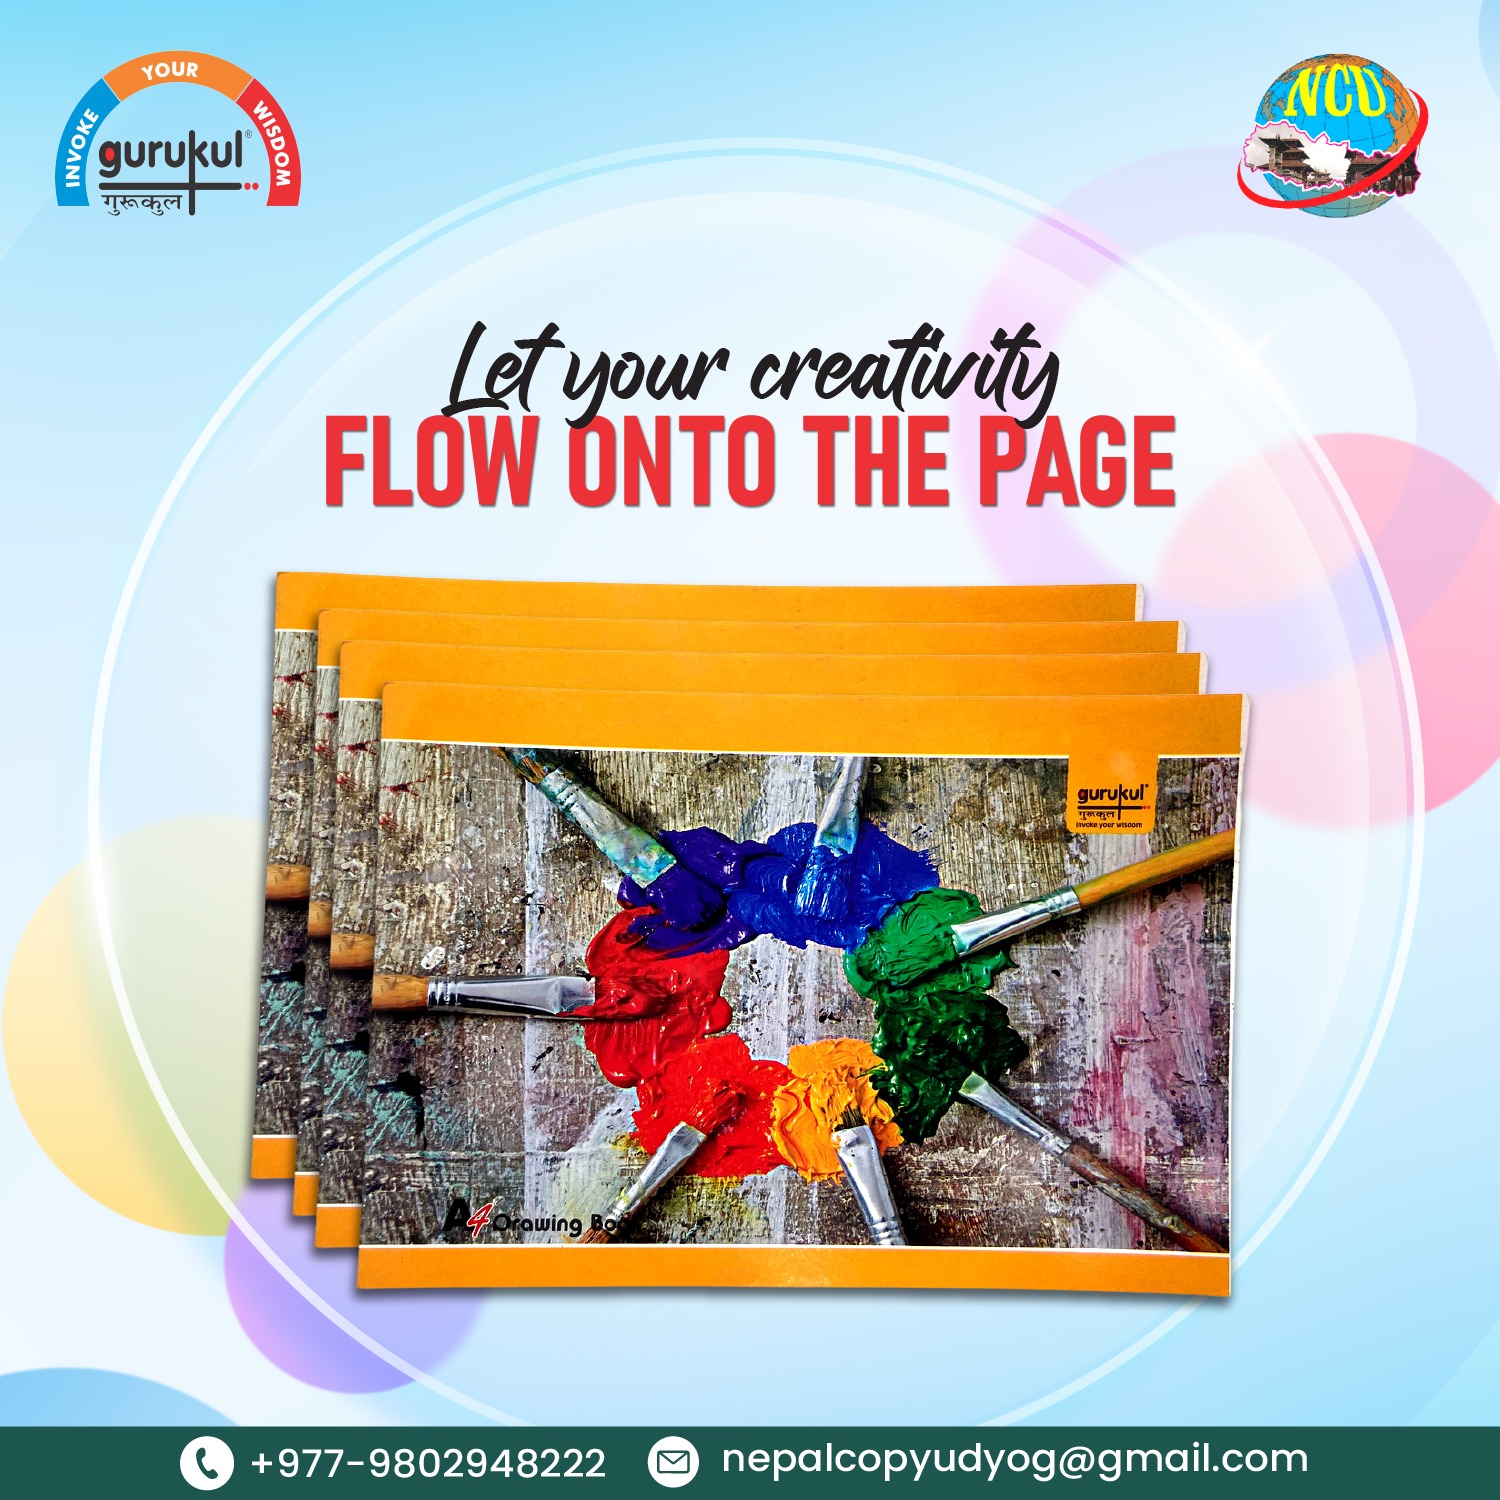 INVOKE YOUR WISDOM
gurukul®
गुरूकुल
NCU
Let your creativity
FLOW ONTO THE PAGE
gurukul®
गुरूकुल
invoke your wisdom
A4 Drawing Book
+977-9802948222
nepalcopyudyog@gmail.com